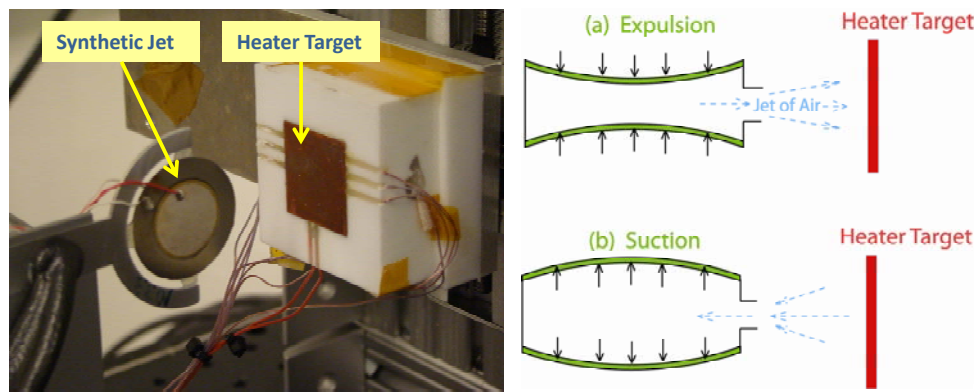 Synthetic Jet
Heater Target
(a) Expulsion
Heater Target
Jet of Air
(b) Suction
Heater Target